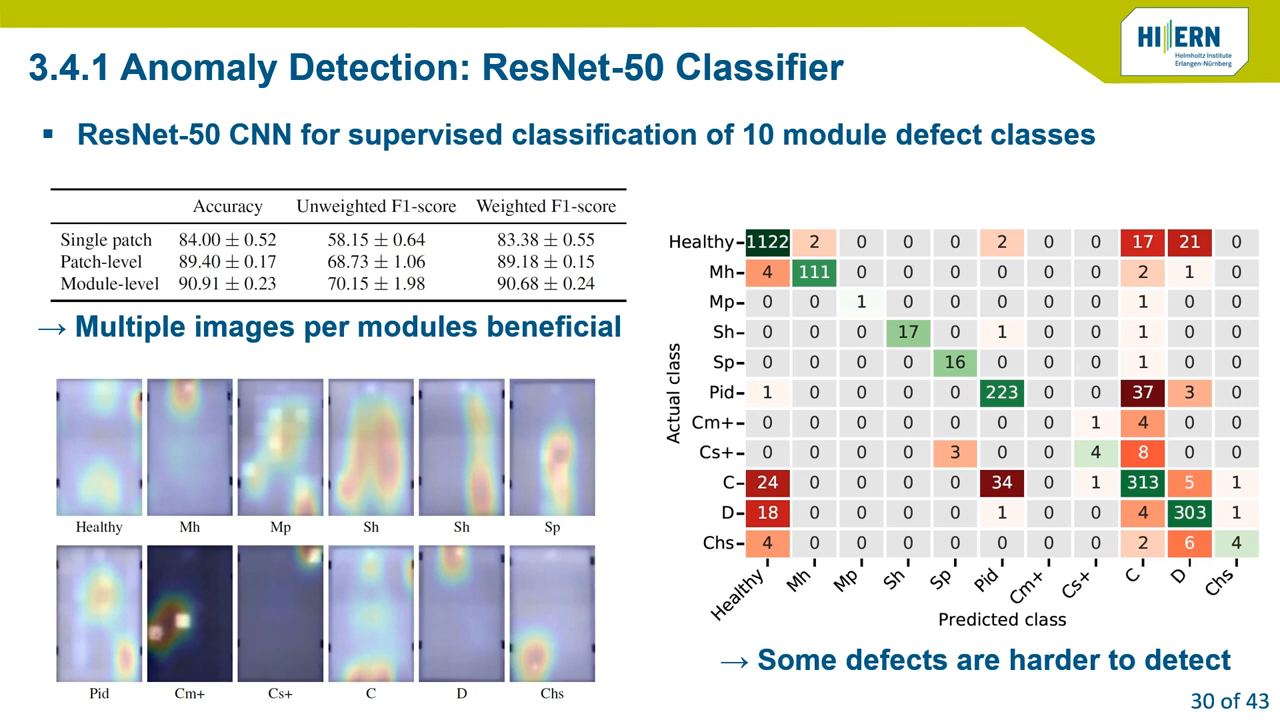 HI ERN
Helmholtz Institute
Erlangen-Nürnberg
3.4.1 Anomaly Detection: ResNet-50 Classifier
▪ ResNet-50 CNN for supervised classification of 10 module defect classes
Accuracy Unweighted F1-score Weighted F1-score
Single patch 84.00 ± 0.52 58.15 ± 0.64 83.38 ± 0.55
Patch-level 89.40 ± 0.17 68.73 ± 1.06 89.18 ± 0.15
Module-level 90.91 ± 0.23 70.15 ± 1.98 90.68 ± 0.24
→ Multiple images per modules beneficial
Healthy Mh Mp Sh Sh Sp
Pid Cm+ Cs+ C D Chs
Actual class
Healthy 1122 2 0 0 0 2 0 0 17 21 0
Mh 4 111 0 0 0 0 0 0 2 1 0
Mp 0 0 1 0 0 0 0 0 1 0 0
Sh 0 0 0 17 0 1 0 0 1 0 0
Sp 0 0 0 0 16 0 0 0 1 0 0
Pid 1 0 0 0 0 223 0 0 37 3 0
Cm+ 0 0 0 0 0 0 0 1 4 0 0
Cs+ 0 0 0 0 3 0 0 4 8 0 0
C 24 0 0 0 0 34 0 1 313 5 1
D 18 0 0 0 0 1 0 0 4 303 1
Chs 4 0 0 0 0 0 0 0 2 6 4
Healthy Mh Mp Sh Sp Pid Cm+ Cs+ C D Chs
Predicted class
→ Some defects are harder to detect
30 of 43